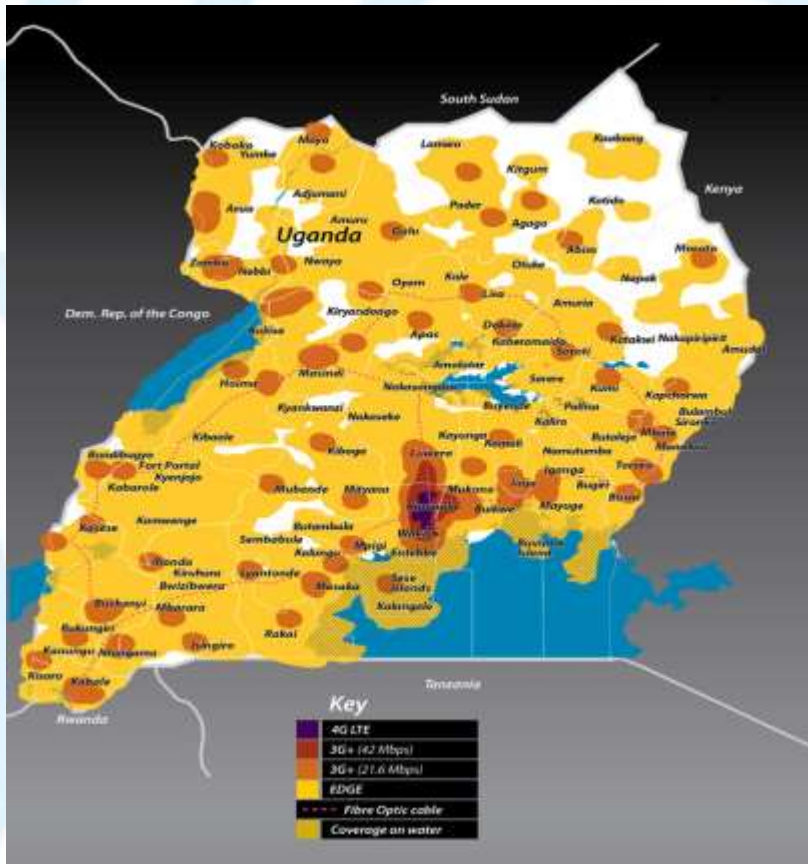 South Sudan
Koboko
Yumbe
Moyo
Lamwo
Kaabong
Kitgum
Kenya
Adjumani
Arua
Pader
Kotido
Amuru
Agago
Gulu
Abim
Uganda
Moroto
Zombo
Nebbi
Nwoya
Otuke
Napak
Oyam
Kole
Lira
Dem. Rep. of the Congo
Kiryandongo
Amuria
Buliisa
Apac
Dokolo
Kaberamaido
Katakwi
Nakapiripirit
Amudat
Soroti
Masindi
Amolatar
Hoima
Nakasongola
Serere
Kumi
Kapchorwa
Kyankwanzi
Buyende
Pallisa
Bulambuli
Nakaseke
Kaliro
Sironko
Kibaale
Kayunga
Kamuli
Butaleja
Mbale
Kiboga
Luwero
Namutumba
Bundibugyo
Fort Portal
Iganga
Tororo
Kyenjojo
Kabarole
Mubende
Mityana
Mukono
Jinja
Bugiri
Busia
Kasese
Kamwenge
Butambala
Buikwe
Mayuge
Wakiso
Sembabule
Kalungu
Mpigi
Entebbe
Ibanda
Kiruhura
Lyantonde
Masaka
Sese
Islands
Bushenyi
Mbarara
Kalangala
Rukungiri
Rakai
Kanungu
Ntungamo
Isingiro
Kisoro
Kabale
Tanzania
Rwanda
Key
4G LTE
3G+ (42 Mbps)
3G+ (21.6 Mbps)
EDGE
Fibre Optic cable
Coverage on water